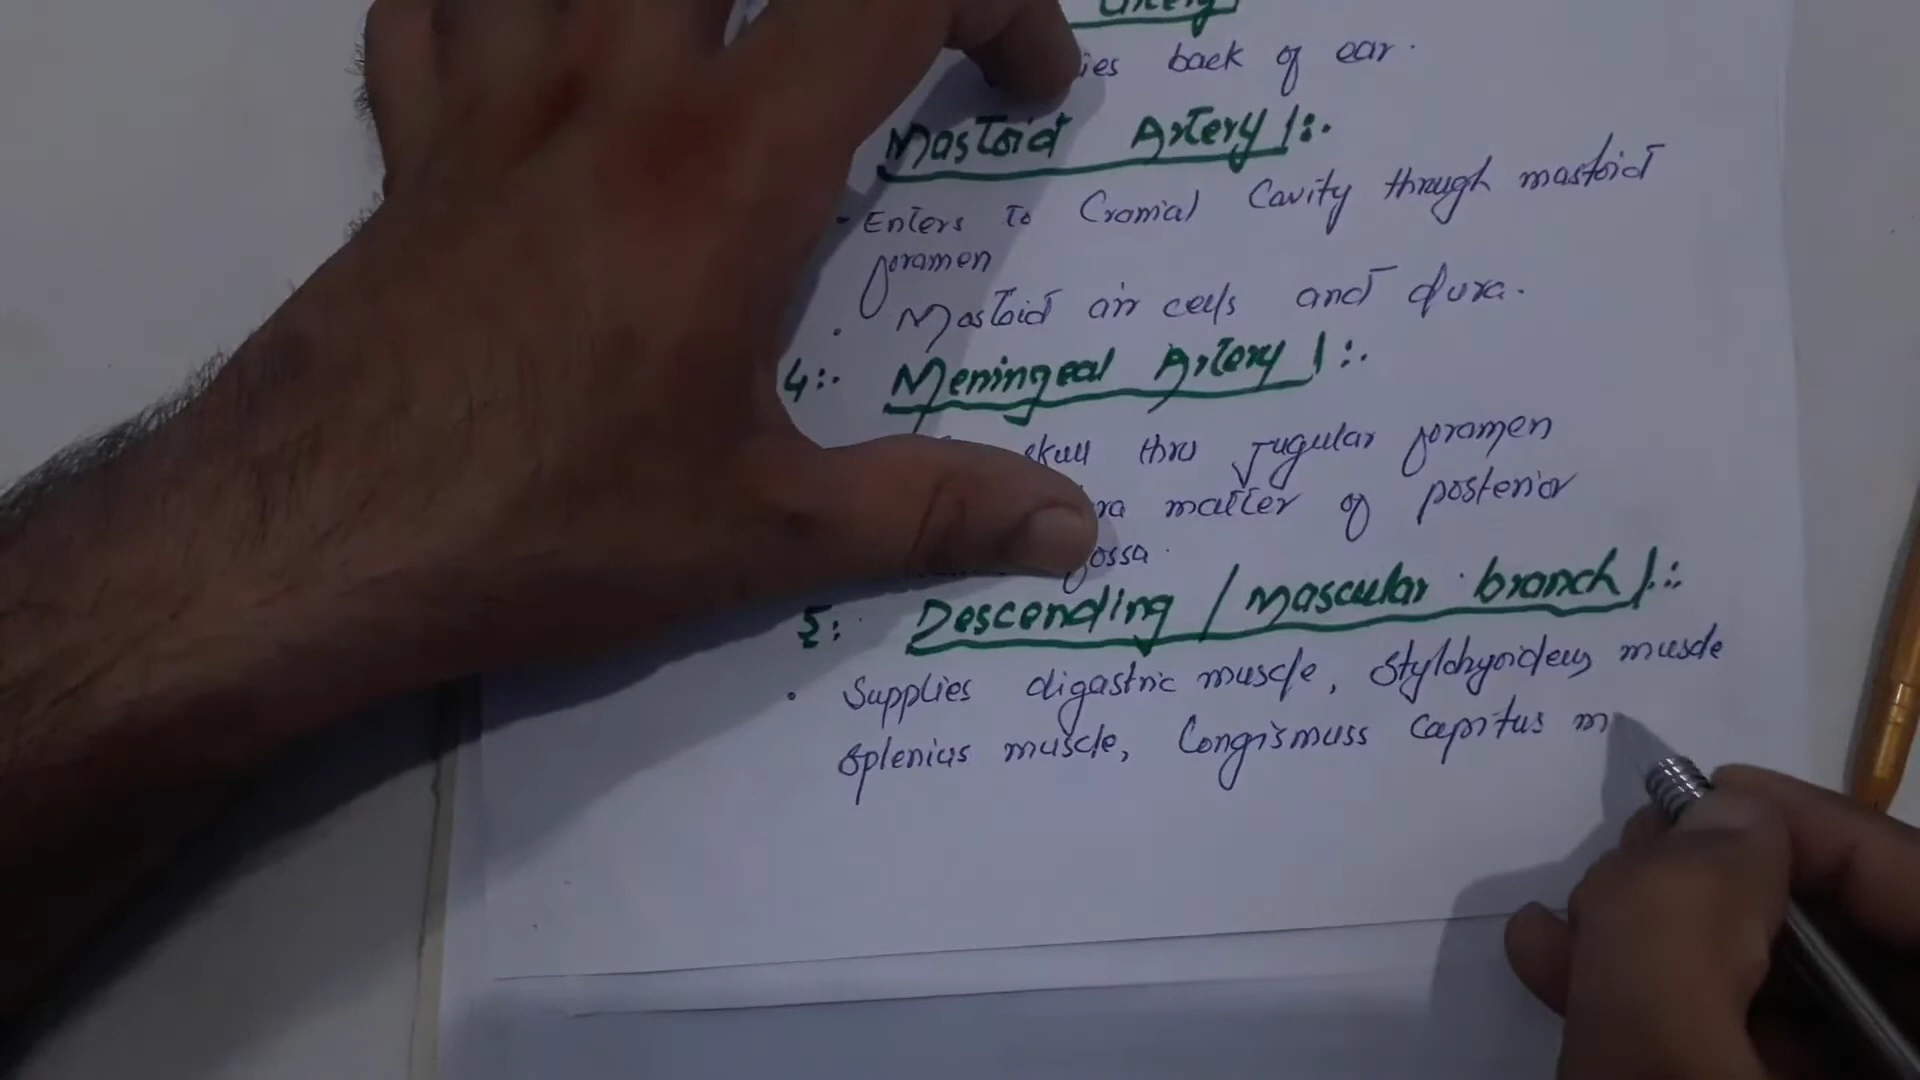 back of ear.
Mastoid Artery |:.
- Enters to Cranial Cavity through mastoid
foramen
. Mastoid air cells and dura.
4:. Meningeal Artery |:.
skull thro Jugular foramen
matter of posterior
fossa.
5: Descending / Mascular branch |:.
. Supplies digastric muscle, Stylohyoideus muscle
splenius muscle, Longismuss Capitus m